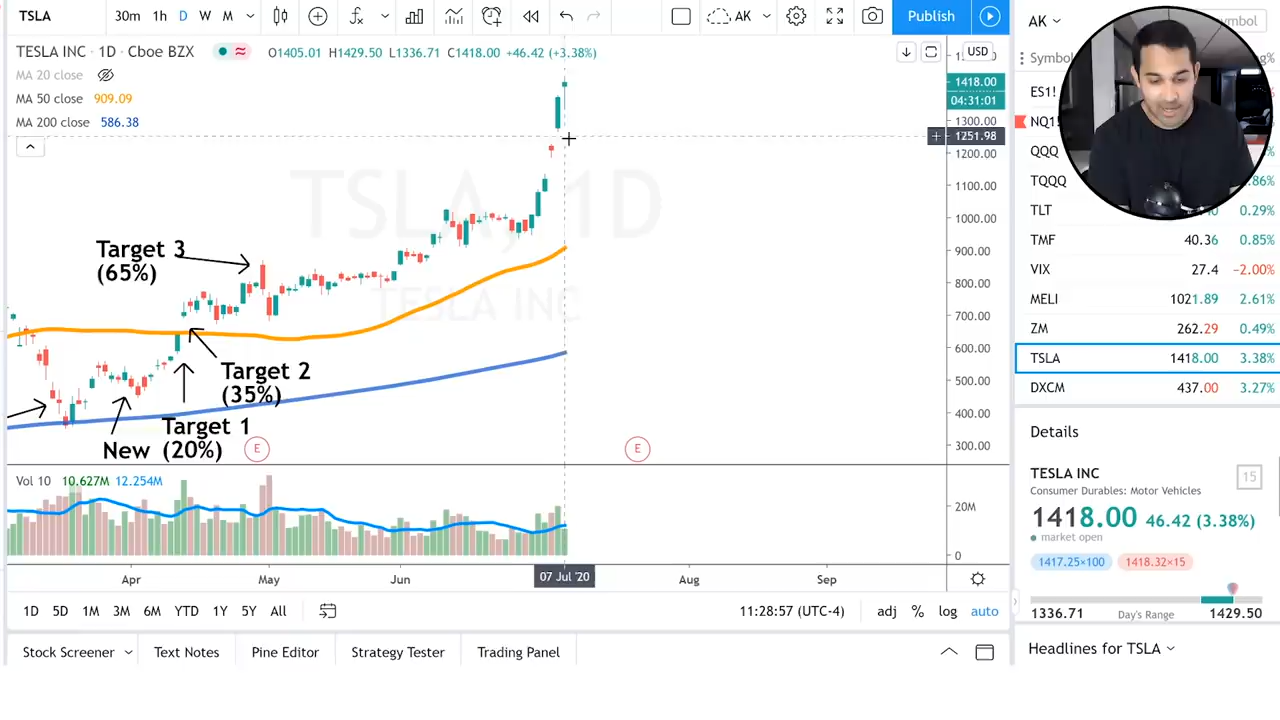 TSLA 30m 1h D W M AK Publish
AK
TESLA INC · 1D · Cboe BZX O1405.01 H1429.50 L1336.71 C1418.00 +46.42 (+3.38%) USD
MA 20 close
MA 50 close 909.09
MA 200 close 586.38
TSLA, 1D
TESLA INC
1418.00
04:31:01
1300.00
1251.98
1200.00
1100.00
1000.00
900.00
800.00
700.00
600.00
500.00
400.00
300.00
Target 3
(65%)
Target 2
(35%)
Target 1
(20%)
New
E E
Vol 10 10.627M 12.254M
20M
0
Apr May Jun 07 Jul '20 Aug Sep
1D 5D 1M 3M 6M YTD 1Y 5Y All 11:28:57 (UTC-4) adj % log auto
Stock Screener Text Notes Pine Editor Strategy Tester Trading Panel
ES1!
QQQ
TQQQ
TLT 0.29%
TMF 40.36 0.85%
VIX 27.4 −2.00%
MELI 1021.89 2.61%
ZM 262.29 0.49%
TSLA 1418.00 3.38%
DXCM 437.00 3.27%
Details
TESLA INC 15
Consumer Durables: Motor Vehicles
1418.00 46.42 (3.38%)
market open
1417.25×100 1418.32×15
1336.71 Day's Range 1429.50
Headlines for TSLA